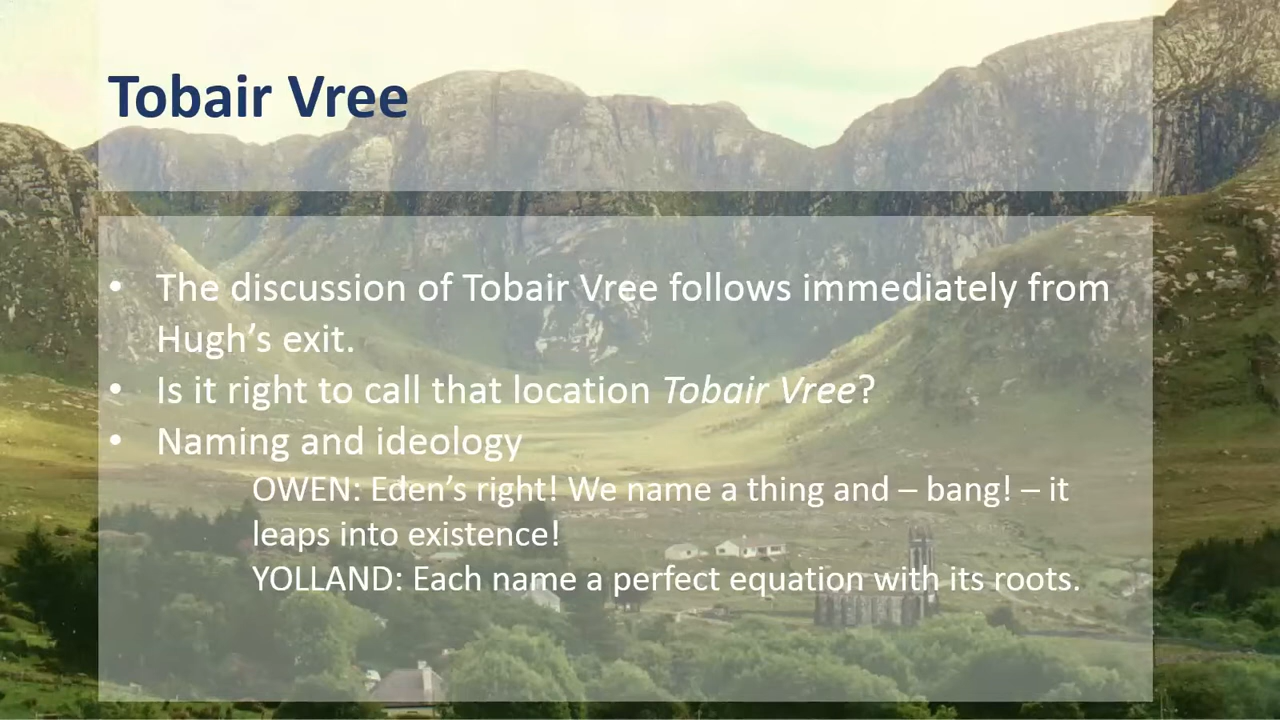 Tobair Vree
• The discussion of Tobair Vree follows immediately from
Hugh’s exit.
• Is it right to call that location Tobair Vree?
• Naming and ideology
OWEN: Eden’s right! We name a thing and – bang! – it
leaps into existence!
YOLLAND: Each name a perfect equation with its roots.